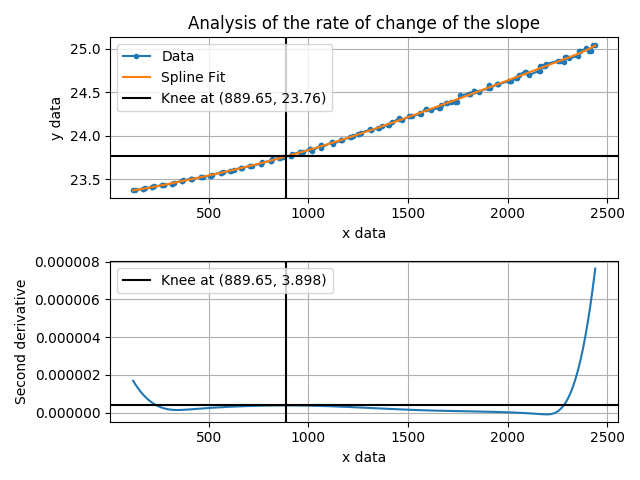 Analysis of the rate of change of the slope
25.0
24.5
24.0
23.5
y data
Data
Spline Fit
Knee at (889.65, 23.76)
500
1000
1500
2000
2500
x data
0.000008
0.000006
0.000004
0.000002
0.000000
Second derivative
Knee at (889.65, 3.898)
500
1000
1500
2000
2500
x data